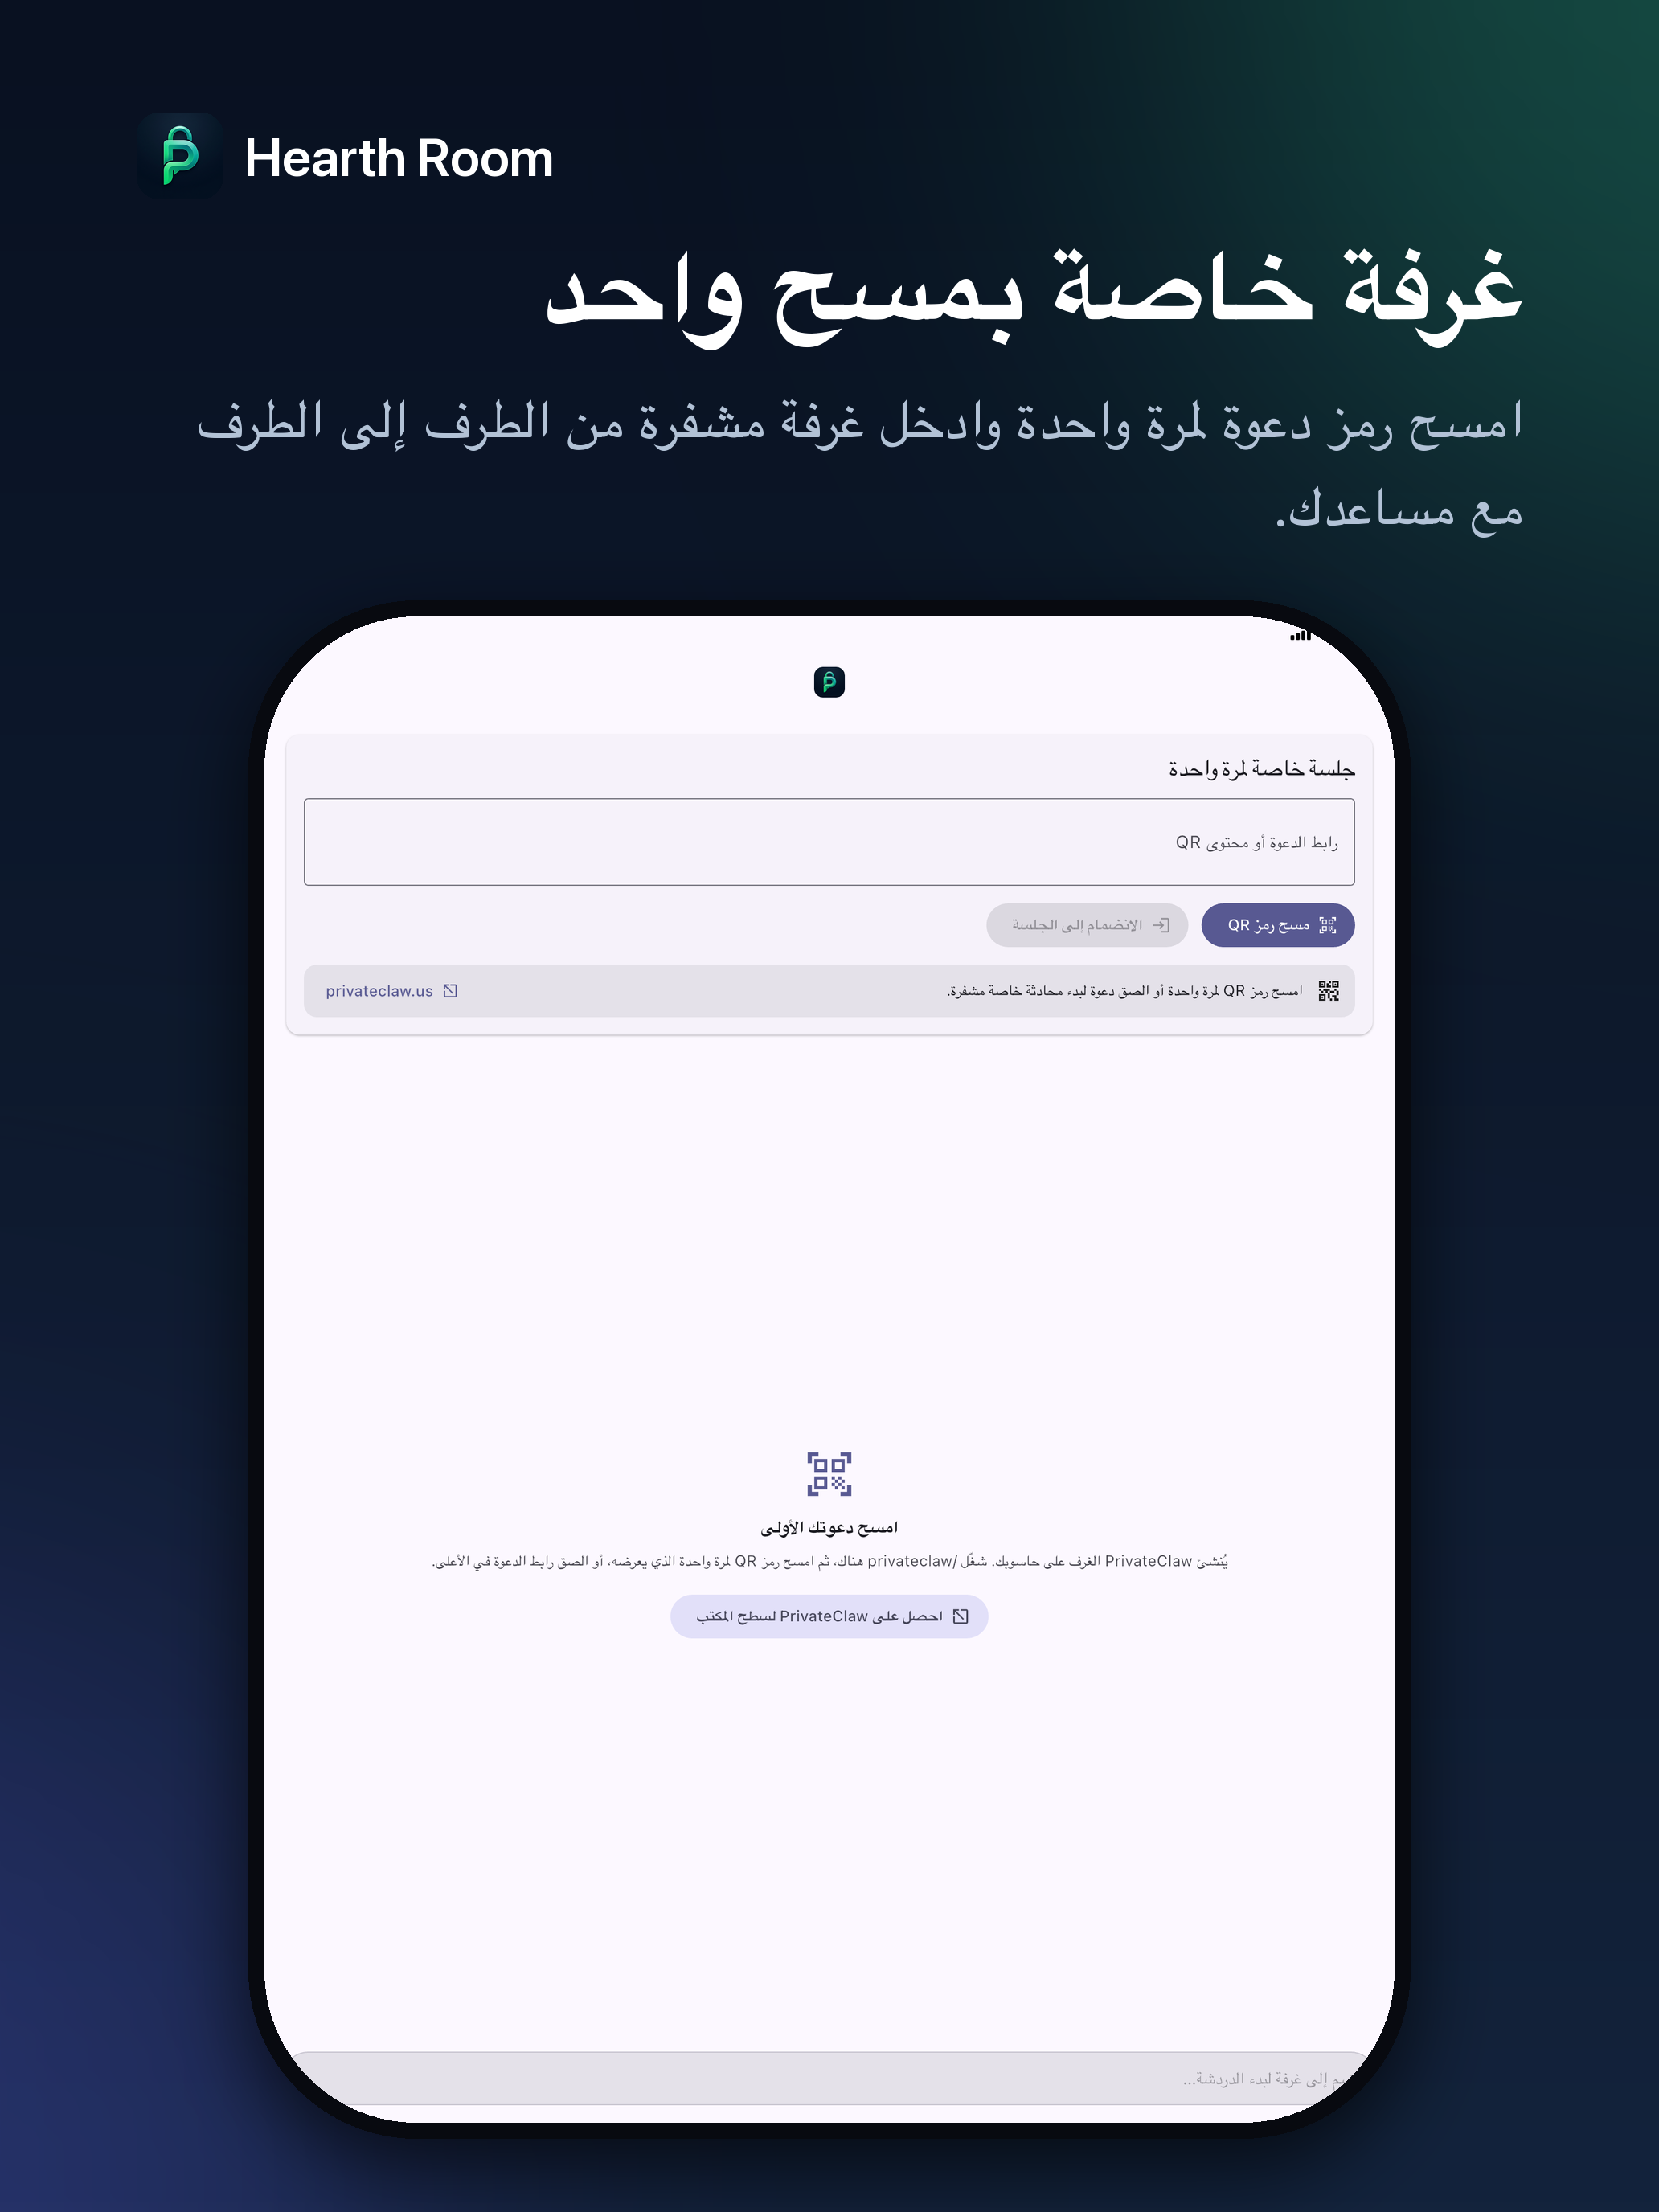 Hearth Room
غرفة خاصة بمسح واحد
امسح رمز دعوة لمرة واحدة وادخل غرفة مشفرة من الطرف إلى الطرف
مع مساعدك.
جلسة خاصة لمرة واحدة
رابط الدعوة أو محتوى QR
مسح رمز QR
الانضمام إلى الجلسة
امسح رمز QR لمرة واحدة أو الصق دعوة لبدء محادثة خاصة مشفرة.
privateclaw.us
امسح دعوتك الأولى
يُنشئ PrivateClaw الغرف على حاسوبك. شغّل /privateclaw هناك، ثم امسح رمز QR لمرة واحدة الذي يعرضه، أو الصق رابط الدعوة في الأعلى.
احصل على PrivateClaw لسطح المكتب
إلى غرفة لبدء الدردشة...